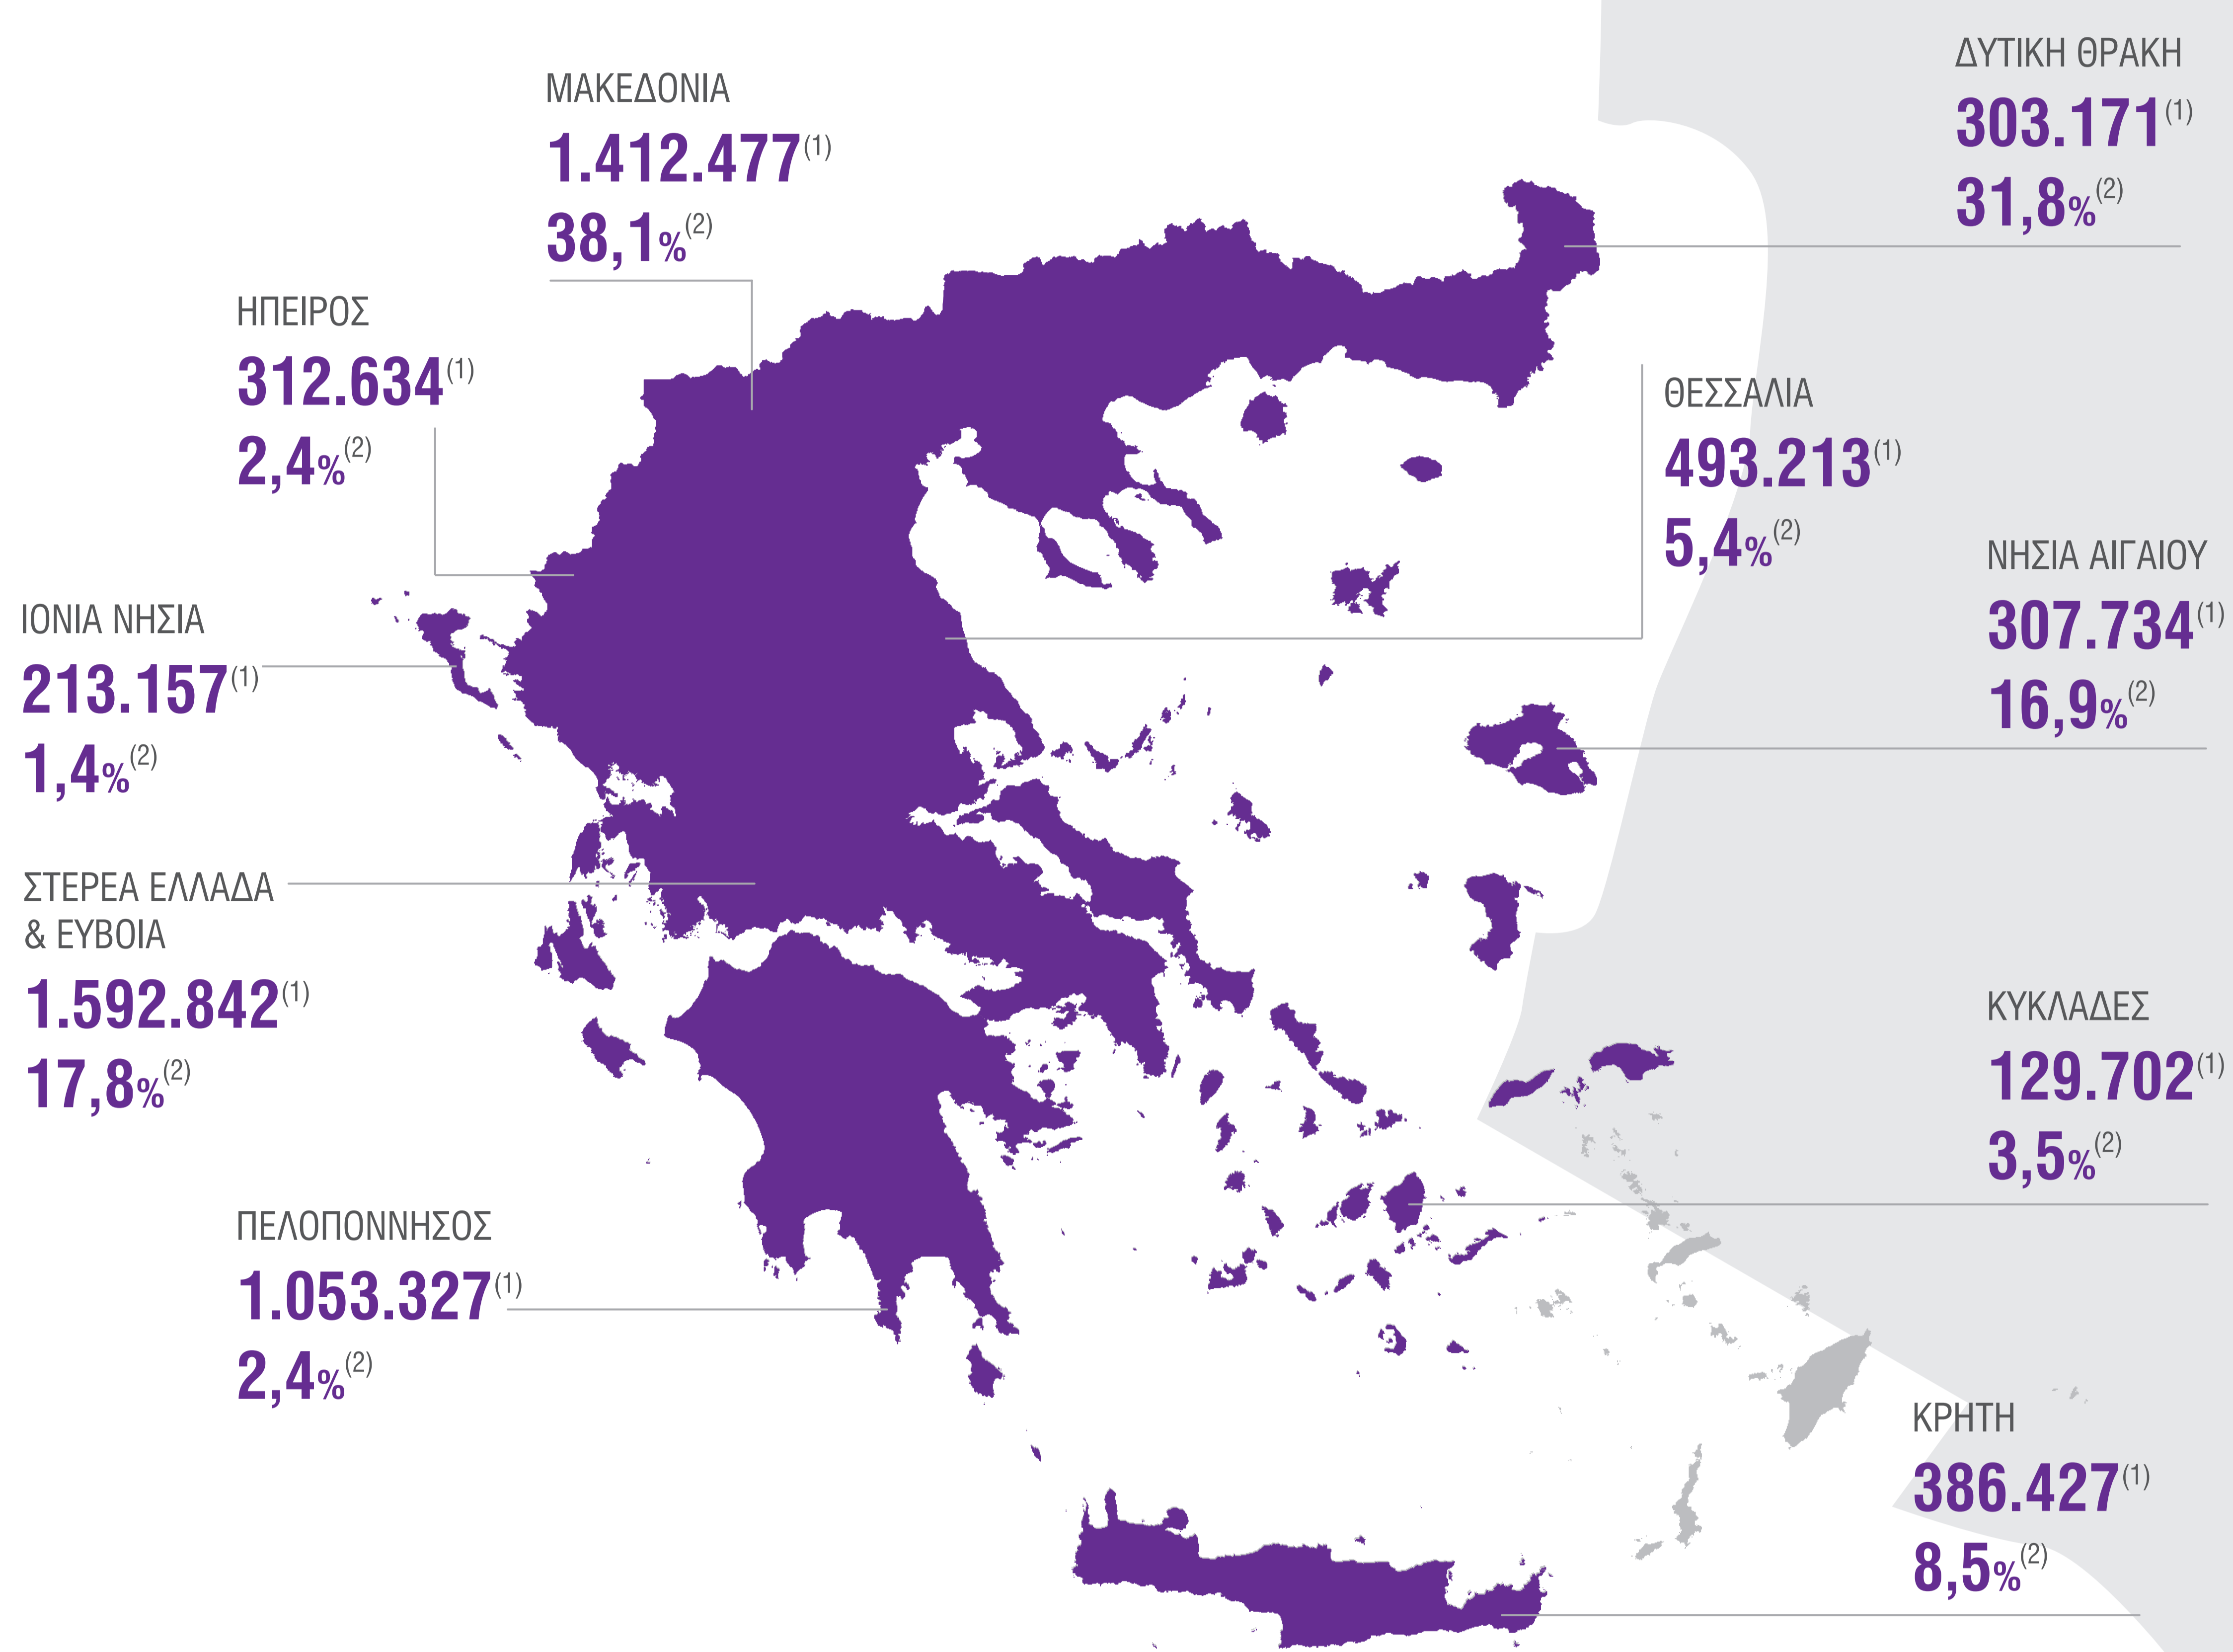 ΜΑΚΕΔΟΝΙΑ
1.412.477(1)
38,1%(2)
ΔΥΤΙΚΗ ΘΡΑΚΗ
303.171(1)
31,8%(2)
ΗΠΕΙΡΟΣ
312.634(1)
2,4%(2)
ΘΕΣΣΑΛΙΑ
493.213(1)
5,4%(2)
ΝΗΣΙΑ ΑΙΓΑΙΟΥ
307.734(1)
16,9%(2)
ΙΟΝΙΑ ΝΗΣΙΑ
213.157(1)
1,4%(2)
ΣΤΕΡΕΑ ΕΛΛΑΔΑ
& ΕΥΒΟΙΑ
1.592.842(1)
17,8%(2)
ΚΥΚΛΑΔΕΣ
129.702(1)
3,5%(2)
ΠΕΛΟΠΟΝΝΗΣΟΣ
1.053.327(1)
2,4%(2)
ΚΡΗΤΗ
386.427(1)
8,5%(2)